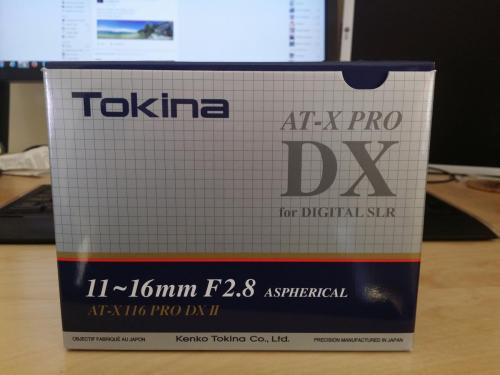 Tokina
AT-X PRO
DX
for DIGITAL SLR
11~16mm F2.8 ASPHERICAL
AT-X116 PRO DX II
OBJECTIF FABRIQUÉ AU JAPON Kenko Tokina Co., Ltd. PRECISION MANUFACTURED IN JAPAN